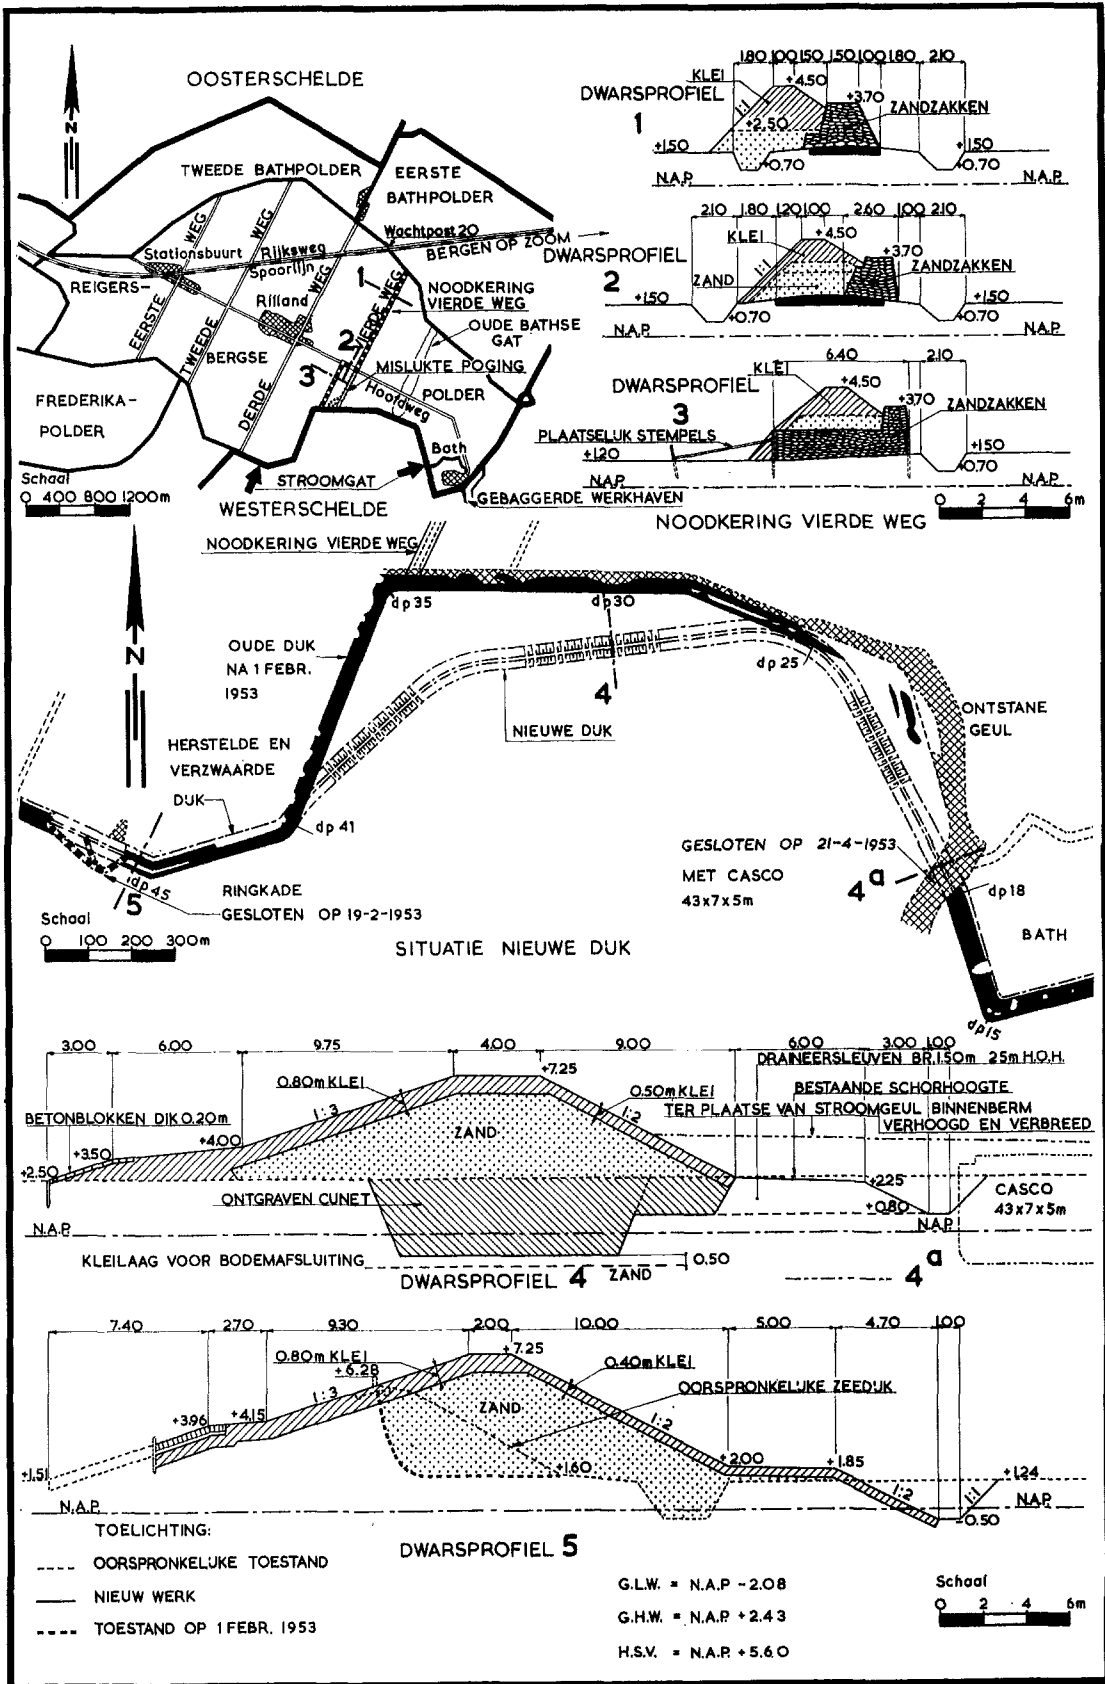 OOSTERSCHELDE
N
TWEEDE BATHPOLDER
EERSTE
BATHPOLDER
WEG
WEG
Stationsbuurt
Rijksweg
Spoorlijn
Wachtpost 20
BERGEN OP ZOOM
REIGERS-
EERSTE
TWEEDE
WEG
Rilland
1
VIERDE WEG
NOODKERING
VIERDE WEG
OUDE BATHSE
GAT
2
BERGSE
MISLUKTE POGING
3
Hoofdweg
POLDER
DERDE
FREDERIKA-
POLDER
Bath
STROOMGAT
Schaal
0 400 800 1200m
WESTERSCHELDE
GEBAGGERDE WERKHAVEN
1.80 1.00 1.50 1.50 1.00 1.80 2.10
KLEI
+4.50
DWARSPROFIEL
1
1:1
+3.70
ZANDZAKKEN
+2.50
+1.50
+1.50
+0.70
+0.70
N.A.P.
N.A.P.
2.10 1.80 1.20 1.00 2.60 1.00 2.10
KLEI
+4.50
DWARSPROFIEL
2
+3.70
1:1
ZAND
ZANDZAKKEN
+1.50
+1.50
+0.70
+0.70
N.A.P.
N.A.P.
6.40 2.10
KLEI
DWARSPROFIEL
3
+4.50
+3.70
ZANDZAKKEN
PLAATSELIJK STEMPELS
+1.20
+1.50
+0.70
N.A.P.
N.A.P.
0 2 4 6m
NOODKERING VIERDE WEG
NOODKERING VIERDE WEG
dp 35
dp 30
N
OUDE DIJK
NA 1 FEBR.
1953
dp 25
4
ONTSTANE
GEUL
NIEUWE DIJK
HERSTELDE EN
VERZWAARDE
DIJK
dp 41
GESLOTEN OP 21-4-1953
MET CASCO
43x7x5m
4a
dp 18
dp 45
5
RINGKADE
GESLOTEN OP 19-2-1953
Schaal
0 100 200 300m
SITUATIE NIEUWE DIJK
BATH
dp 15
3.00 6.00 9.75 4.00 9.00 6.00 3.00 1.00
DRAINEERSLEUVEN BR. 1.50m 25m H.O.H.
+7.25
0.80m KLEI
0.50m KLEI
BESTAANDE SCHORHOOGTE
1:3
1:2
TER PLAATSE VAN STROOMGEUL BINNENBERM
VERHOOGD EN VERBREED
BETONBLOKKEN DIK 0.20m
ZAND
+4.00
+3.50
+2.50
+2.25
ONTGRAVEN CUNET
CASCO
43x7x5m
+0.80
N.A.P.
N.A.P.
KLEILAAG VOOR BODEMAFSLUITING
0.50
DWARSPROFIEL 4
ZAND
4a
7.40 2.70 9.30 2.00 10.00 5.00 4.70 1.00
+7.25
0.80m KLEI
0.40m KLEI
+6.28
1:3
OORSPRONKELIJKE ZEEDIJK
ZAND
+3.96
+4.15
1:2
+1.51
+1.60
+2.00
+1.85
+1.24
1:2
1:1
N.A.P.
N.A.P.
-0.50
TOELICHTING:
DWARSPROFIEL 5
OORSPRONKELIJKE TOESTAND
NIEUW WERK
TOESTAND OP 1 FEBR. 1953
G.L.W. = N.A.P - 2.08
G.H.W. = N.A.P. + 2.43
H.S.V. = N.A.P. + 5.60
Schaal
0 2 4 6m